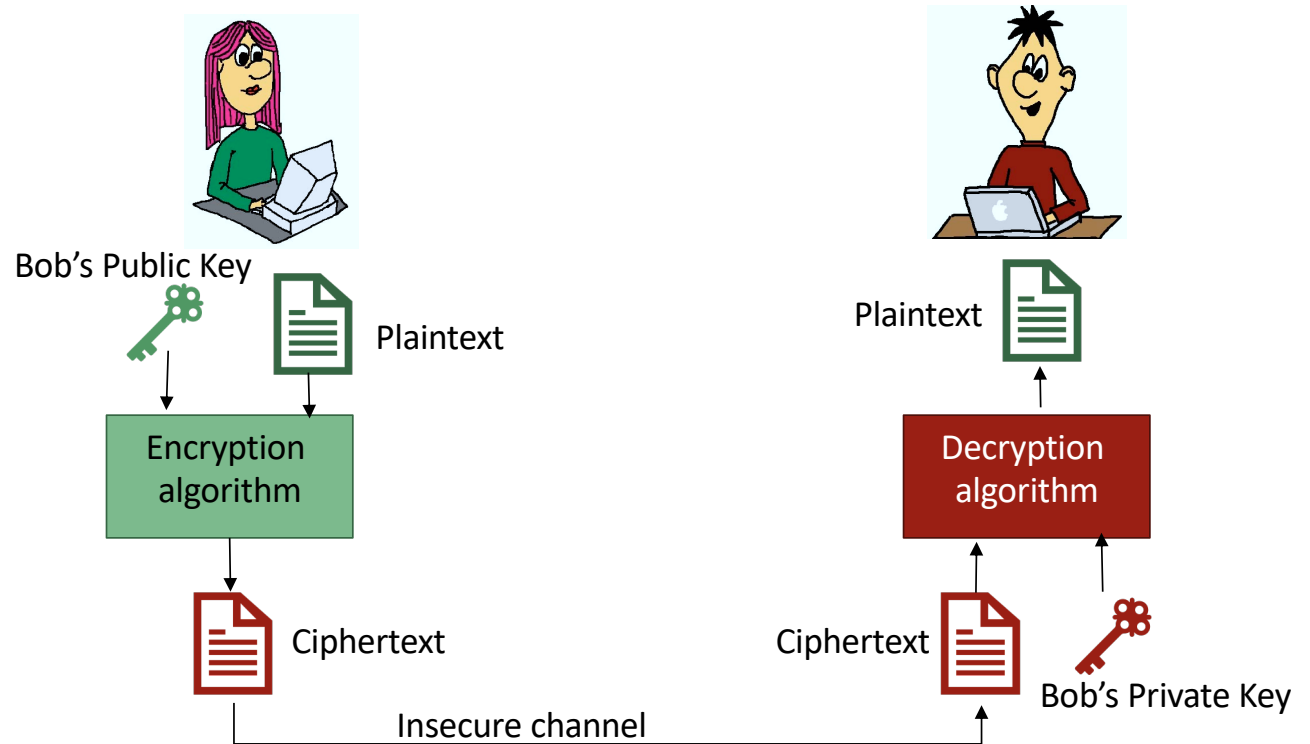 Bob’s Public Key
Plaintext
Plaintext
Encryption
algorithm
Decryption
algorithm
Ciphertext
Ciphertext
Bob’s Private Key
Insecure channel